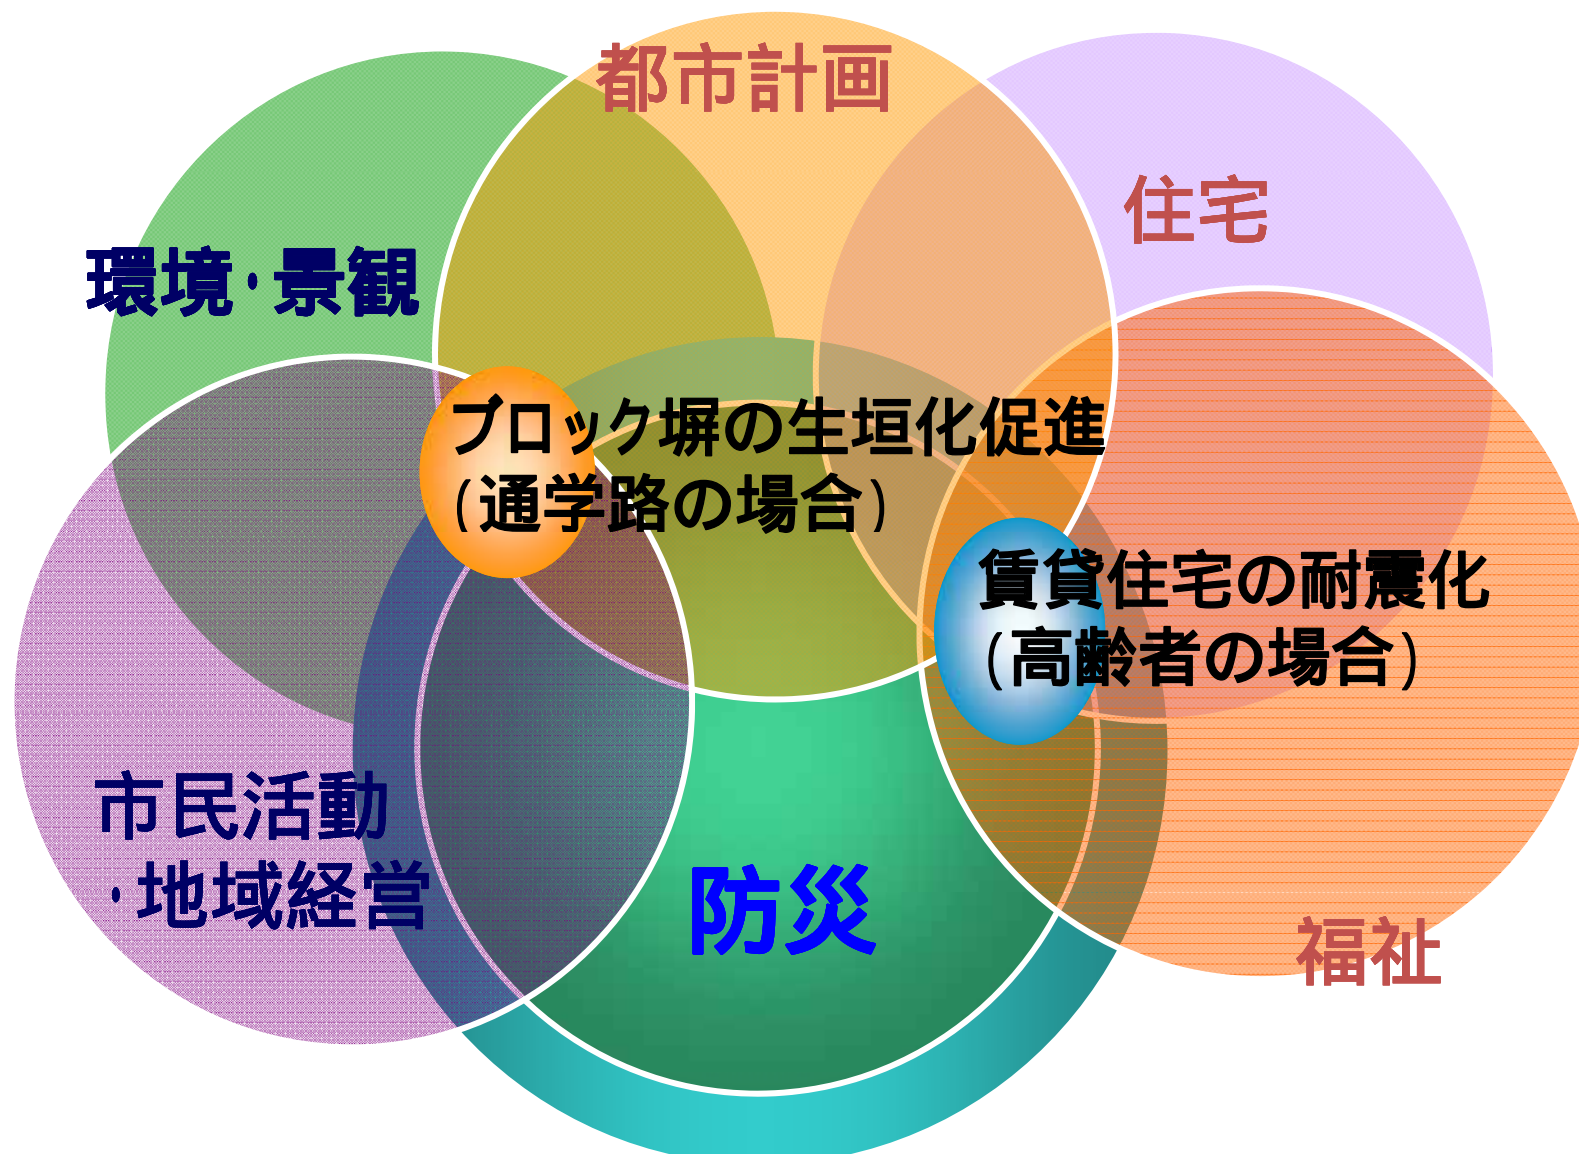 都市計画
住宅
環境・景観
ブロック塀の生垣化促進
(通学路の場合)
賃貸住宅の耐震化
(高齢者の場合)
市民活動
・地域経営
防災
福祉